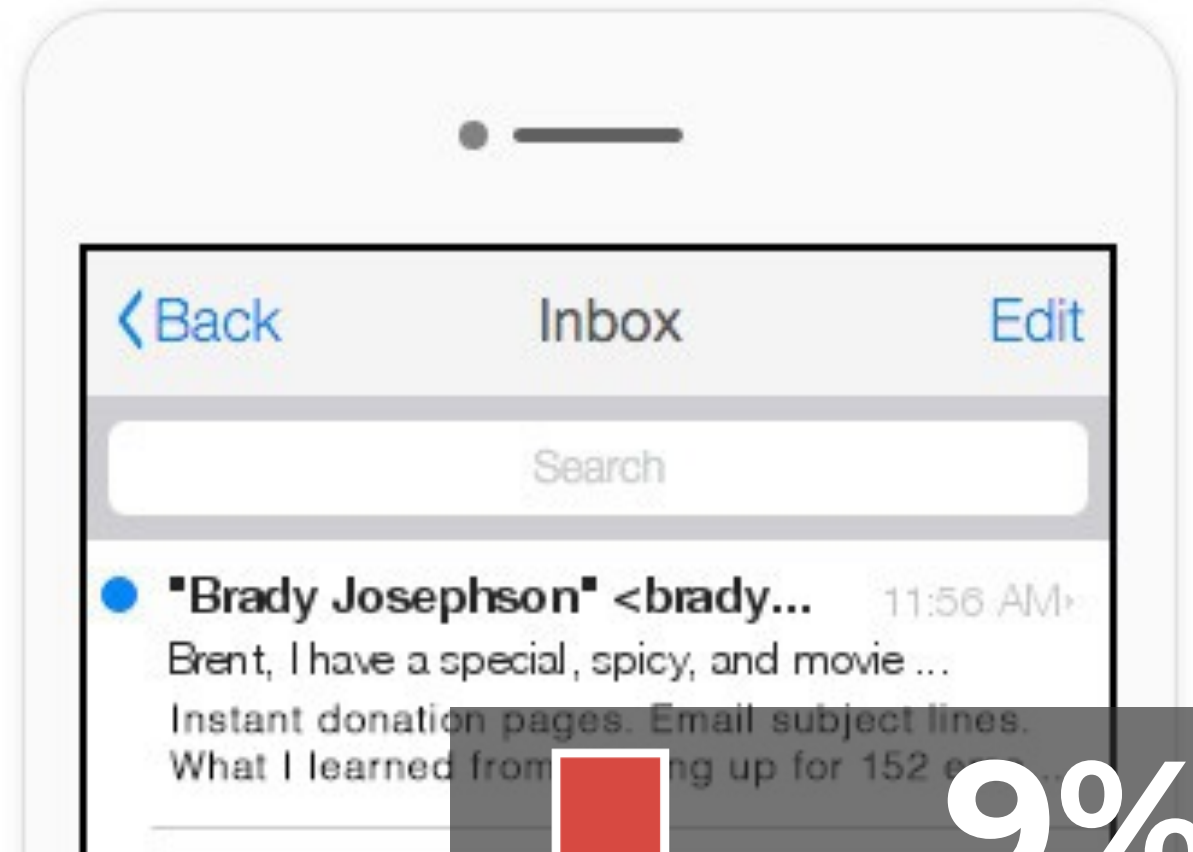 Back Inbox Edit
Search
"Brady Josephson" <brady... 11:56 AM
Brent, I have a special, spicy, and movie ...
Instant donation pages. Email subject lines.
What I learned from ng up for 152 e
9%